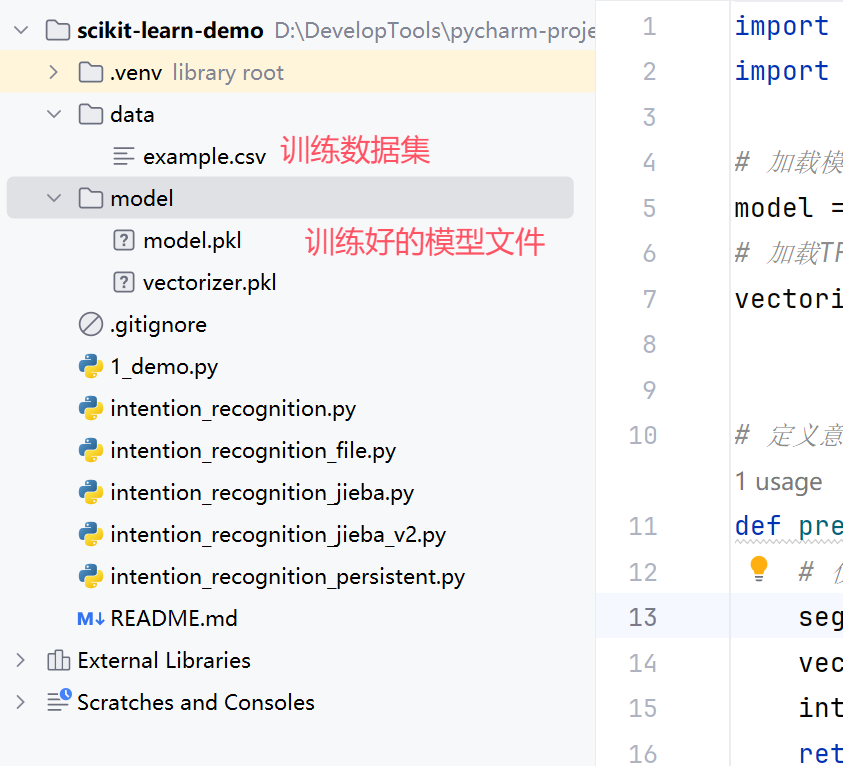 scikit-learn-demo D:\DevelopTools\pycharm-proje
.venv library root
data
example.csv 训练数据集
model
model.pkl 训练好的模型文件
vectorizer.pkl
.gitignore
1_demo.py
intention_recognition.py
intention_recognition_file.py
intention_recognition_jieba.py
intention_recognition_jieba_v2.py
intention_recognition_persistent.py
M↓ README.md
External Libraries
Scratches and Consoles
1 import
2 import
3
4 # 加载模
5 model =
6 # 加载TF
7 vectori
8
9
10 # 定义意
1 usage
11 def pre
12 #
13 seg
14 vec
15 int
16 ret